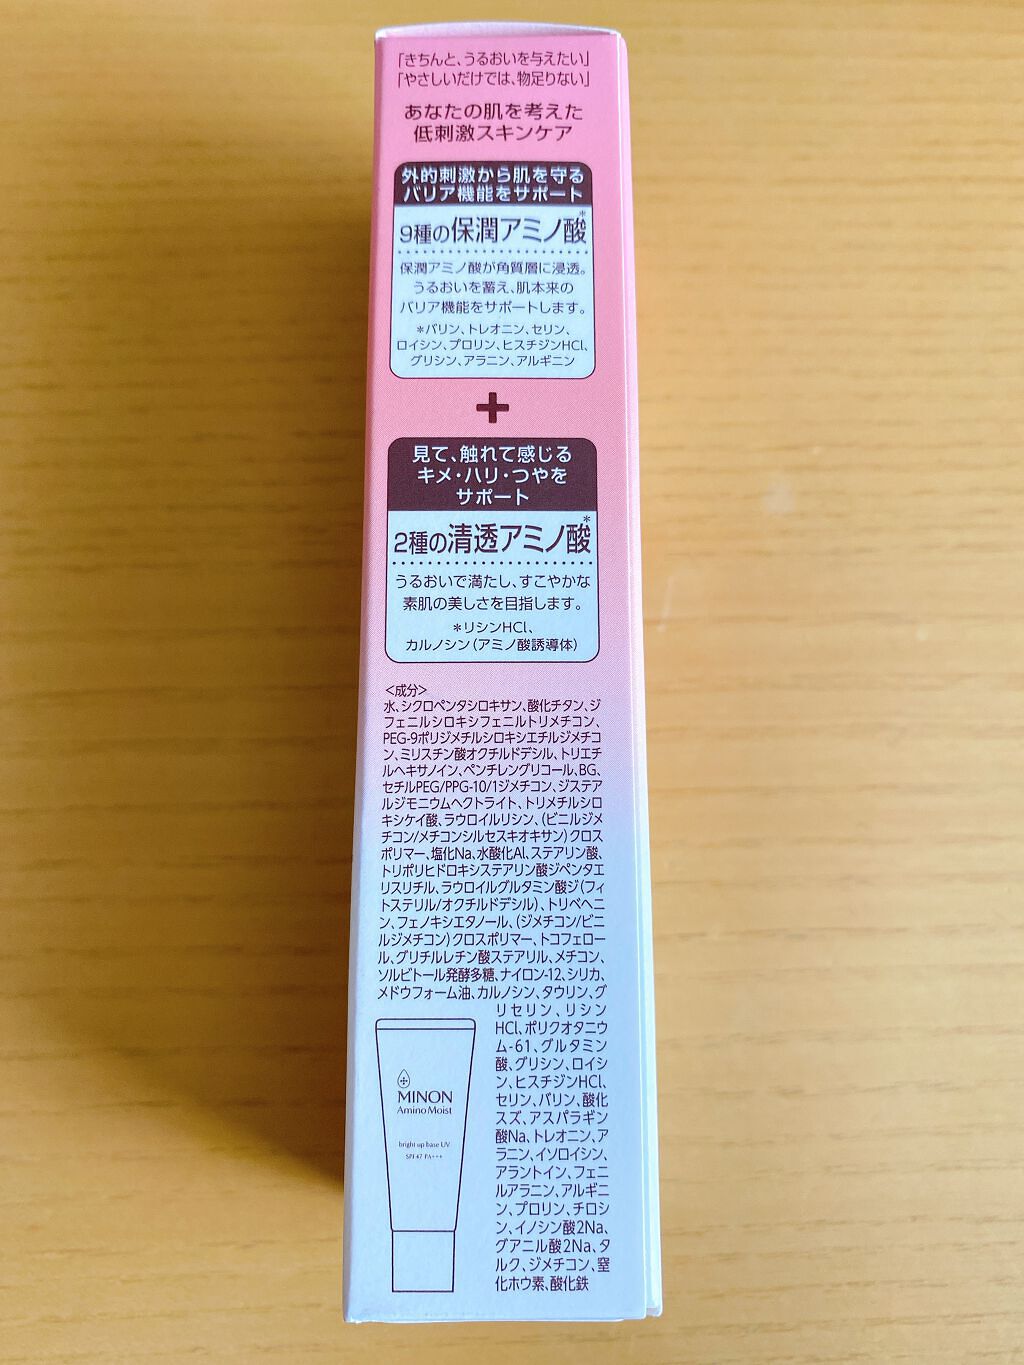 「きちんと、うるおいを与えたい」
「やさしいだけでは、物足りない」
あなたの肌を考えた
低刺激スキンケア
外的刺激から肌を守る
バリア機能をサポート
9種の保潤アミノ酸*
保潤アミノ酸が角質層に浸透。
うるおいを蓄え、肌本来の
バリア機能をサポートします。
*バリン、トレオニン、セリン、
ロイシン、プロリン、ヒスチジンHCl、
グリシン、アラニン、アルギニン
+
見て、触れて感じる
キメ・ハリ・つやを
サポート
2種の清透アミノ酸*
うるおいで満たし、すこやかな
素肌の美しさを目指します。
*リシンHCl、
カルノシン（アミノ酸誘導体）
<成分>
水、シクロペンタシロキサン、酸化チタン、ジ
フェニルシロキシフェニルトリメチコン、
PEG-9ポリジメチルシロキシエチルジメチコ
ン、ミリスチン酸オクチルドデシル、トリエチ
ルヘキサノイン、ペンチレングリコール、BG、
セチルPEG/PPG-10/1ジメチコン、ジステア
ルジモニウムヘクトライト、トリメチルシロ
キシケイ酸、ラウロイルリシン、（ビニルジメ
チコン/メチコンシルセスキオキサン）クロス
ポリマー、塩化Na、水酸化Al、ステアリン酸、
トリポリヒドロキシステアリン酸ジペンタエ
リスリチル、ラウロイルグルタミン酸ジ（フィ
トステリル/オクチルドデシル）、トリベヘニ
ン、フェノキシエタノール、（ジメチコン/ビニ
ルジメチコン）クロスポリマー、トコフェロー
ル、グリチルレチン酸ステアリル、メチコン、
ソルビトール発酵多糖、ナイロン-12、シリカ、
メドウフォーム油、カルノシン、タウリン、グ
リセリン、リシン
HCl、ポリクオタニウ
ム-61、グルタミン
酸、グリシン、ロイシ
ン、ヒスチジンHCl、
セリン、バリン、酸化
スズ、アスパラギン
酸Na、トレオニン、ア
ラニン、イソロイシン、
アラントイン、フェニ
ルアラニン、アルギニ
ン、プロリン、チロシ
ン、イノシン酸2Na、
グアニル酸2Na、タ
ルク、ジメチコン、窒
化ホウ素、酸化鉄
MINON
Amino Moist
bright up base UV
SPF47 PA+++